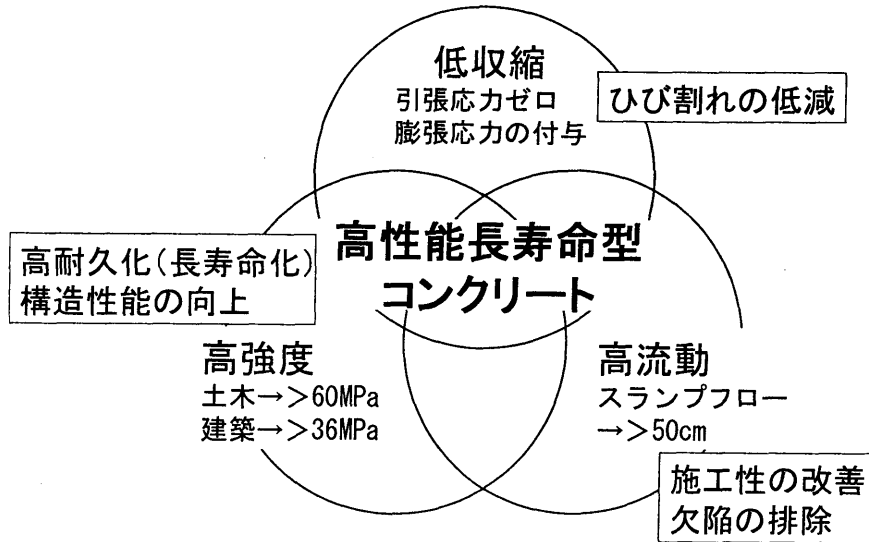 低収縮
引張応力ゼロ
膨張応力の付与
ひび割れの低減
高性能長寿命型
コンクリート
高耐久化(長寿命化)
構造性能の向上
高強度
土木→>60MPa
建築→>36MPa
高流動
スランプフロー
→>50cm
施工性の改善
欠陥の排除